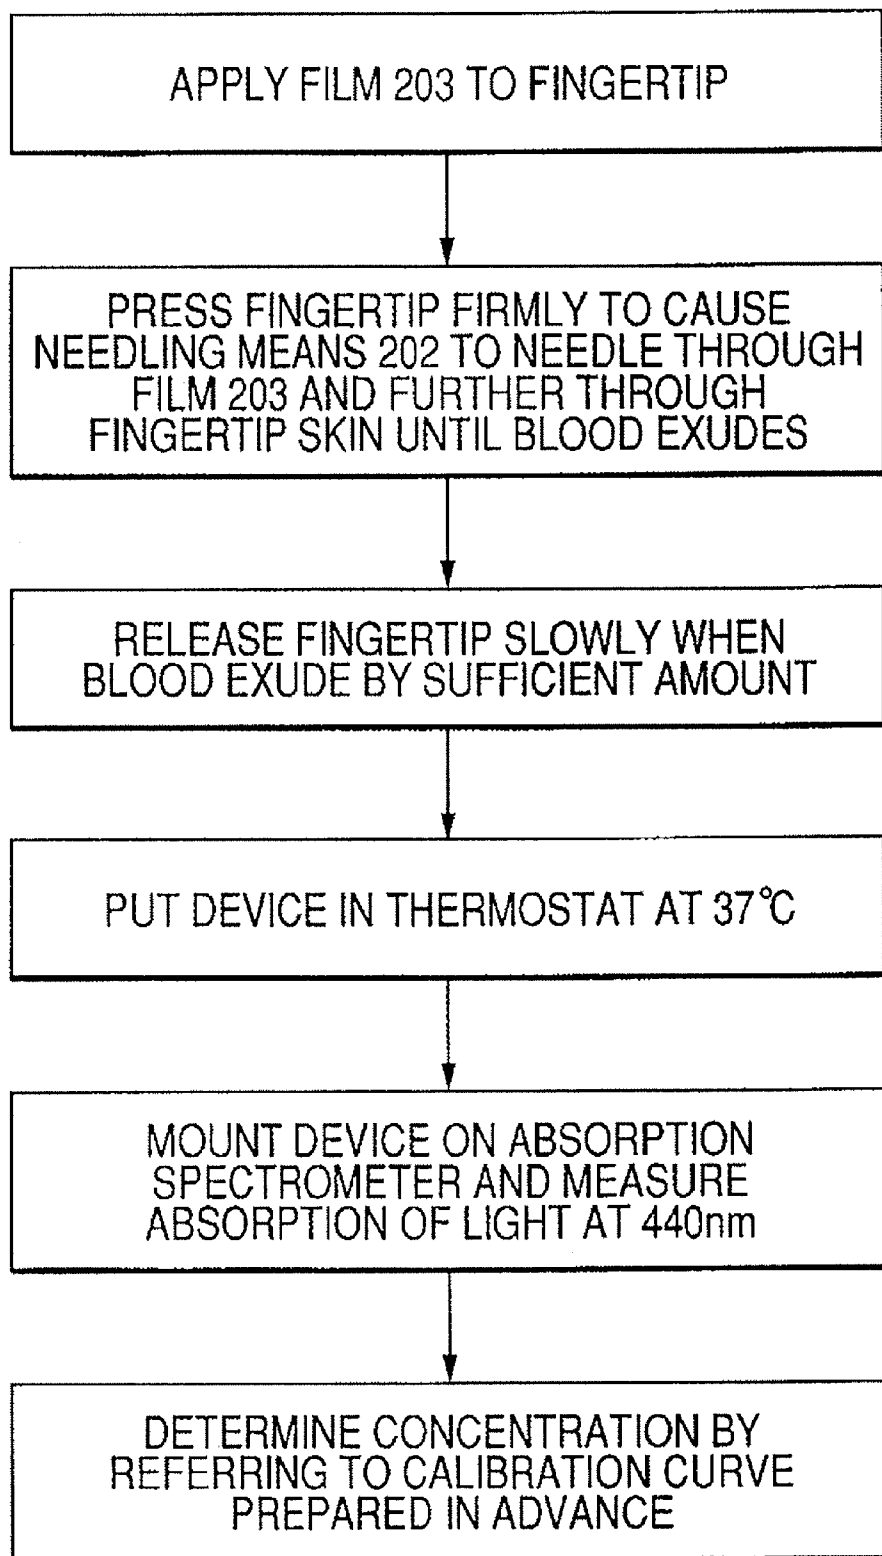 APPLY FILM 203 TO FINGERTIP
PRESS FINGERTIP FIRMLY TO CAUSE
NEEDLING MEANS 202 TO NEEDLE THROUGH
FILM 203 AND FURTHER THROUGH
FINGERTIP SKIN UNTIL BLOOD EXUDES
RELEASE FINGERTIP SLOWLY WHEN
BLOOD EXUDE BY SUFFICIENT AMOUNT
PUT DEVICE IN THERMOSTAT AT 37°C
MOUNT DEVICE ON ABSORPTION
SPECTROMETER AND MEASURE
ABSORPTION OF LIGHT AT 440nm
DETERMINE CONCENTRATION BY
REFERRING TO CALIBRATION CURVE
PREPARED IN ADVANCE